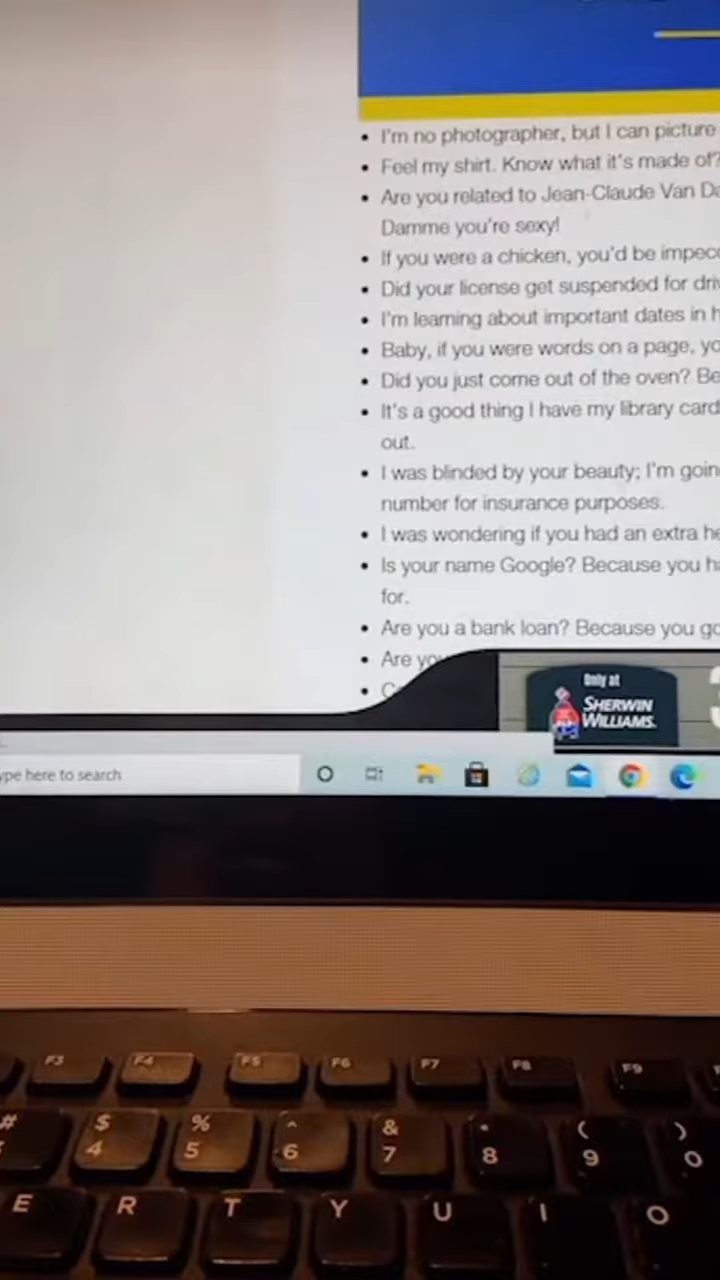 • I'm no photographer, but I can picture
• Feel my shirt. Know what it's made of?
• Are you related to Jean-Claude Van Da
Damme you're sexy!
• If you were a chicken, you'd be impecc
• Did your license get suspended for driv
• I'm learning about important dates in h
• Baby, if you were words on a page, yo
• Did you just come out of the oven? Be
• It's a good thing I have my library card
out.
• I was blinded by your beauty; I'm goin
number for insurance purposes.
• I was wondering if you had an extra he
• Is your name Google? Because you ha
for.
• Are you a bank loan? Because you go
• Are you
Only at
SHERWIN
WILLIAMS.
ype here to search
F3 F4 F5 F6 F7 F8 F9
# $ % ^ & * ( )
4 5 6 7 8 9 0
E R T Y U I O